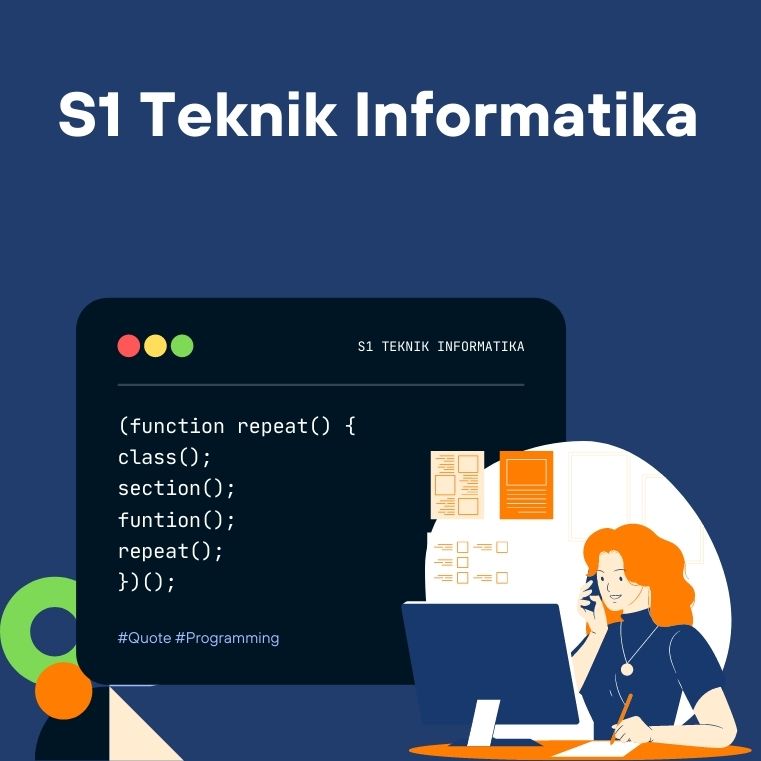 S1 Teknik Informatika
S1 TEKNIK INFORMATIKA
(function repeat() {
class();
section();
funtion();
repeat();
})();
#Quote #Programming